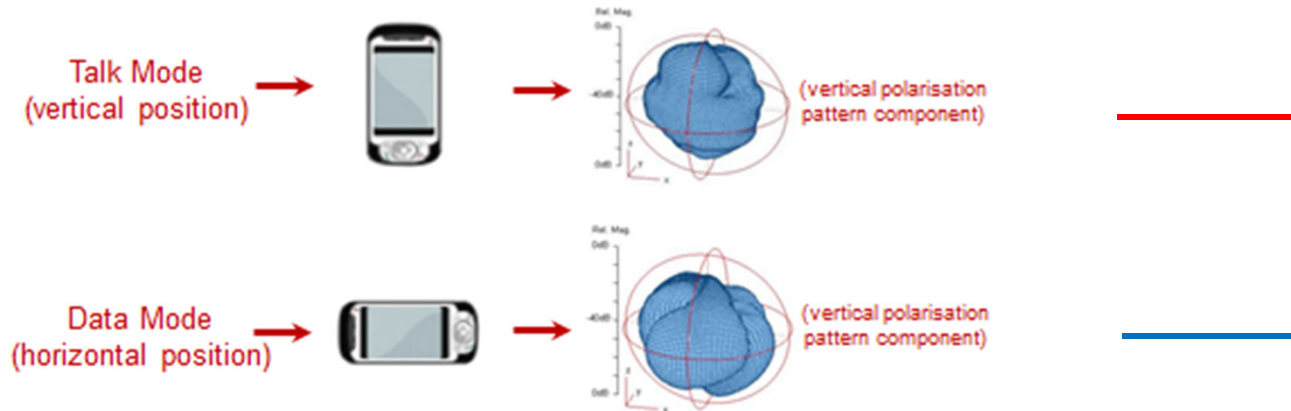 Talk Mode
(vertical position)
Rel. Mag.
0dB
-40dB
0dB
z
Y
x
(vertical polarisation
pattern component)
Data Mode
(horizontal position)
Rel. Mag.
0dB
-40dB
0dB
z
Y
x
(vertical polarisation
pattern component)